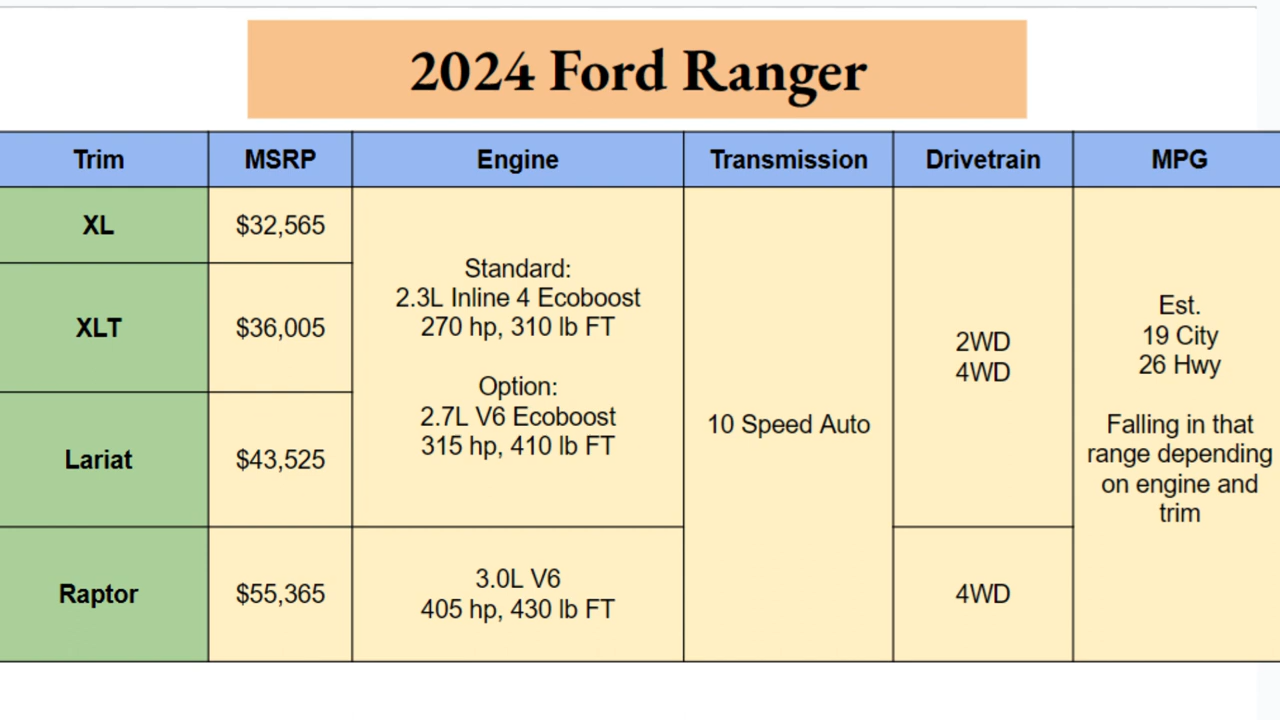 2024 Ford Ranger
Trim
MSRP
Engine
Transmission
Drivetrain
MPG
XL
$32,565
XLT
$36,005
Lariat
$43,525
Standard:
2.3L Inline 4 Ecoboost
270 hp, 310 lb FT
Option:
2.7L V6 Ecoboost
315 hp, 410 lb FT
10 Speed Auto
2WD
4WD
Est.
19 City
26 Hwy
Falling in that
range depending
on engine and
trim
Raptor
$55,365
3.0L V6
405 hp, 430 lb FT
4WD